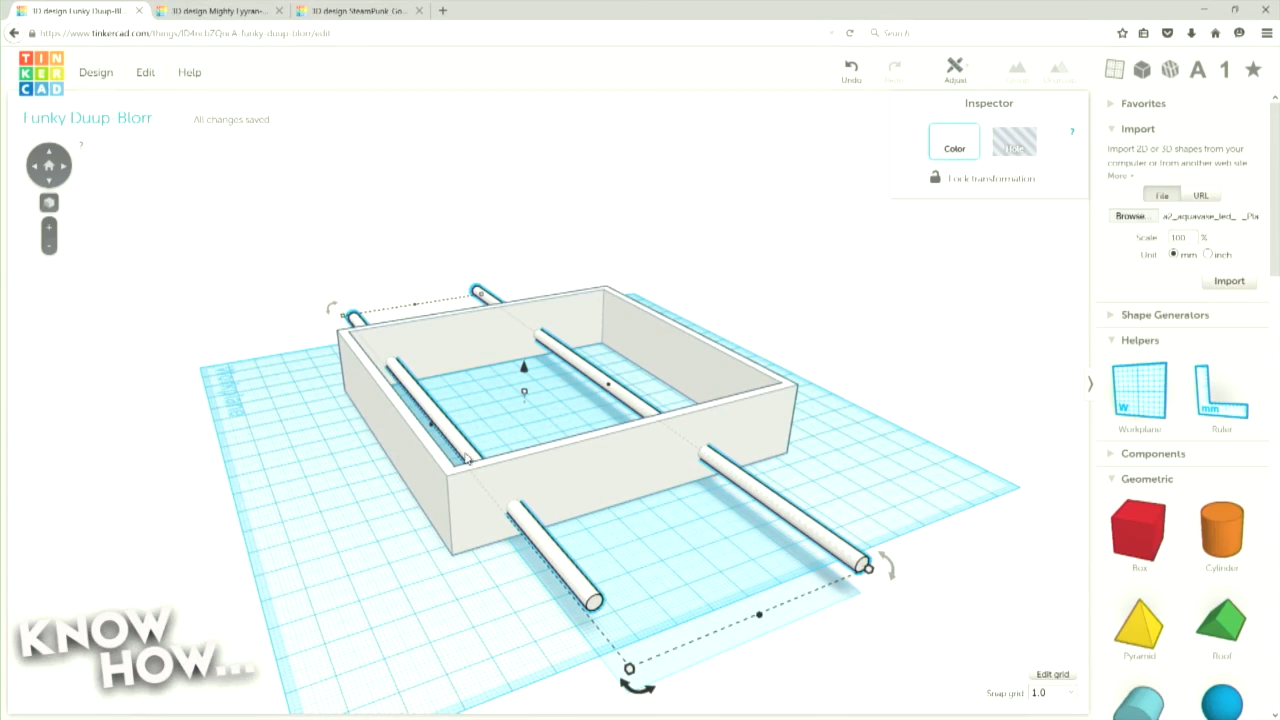 3D design Funky Duup-Bl...
3D design Mighty Fyyran-...
3D design SteamPunk Go...
Search
TIN
KER
CAD
Design
Edit
Help
Undo
Adjust
Funky Duup-Blorr
All changes saved
?
Inspector
Color
Hole
?
Lock transformation
Favorites
Import
Import 2D or 3D shapes from your
computer or from another web site.
More
File
URL
Browse...
Scale
100
%
Unit
mm
inch
Import
Shape Generators
Helpers
W
mm
Workplane
Ruler
Components
Geometric
Box
Cylinder
Pyramid
Roof
Edit grid
Snap grid
1.0
KNOW
HOW...